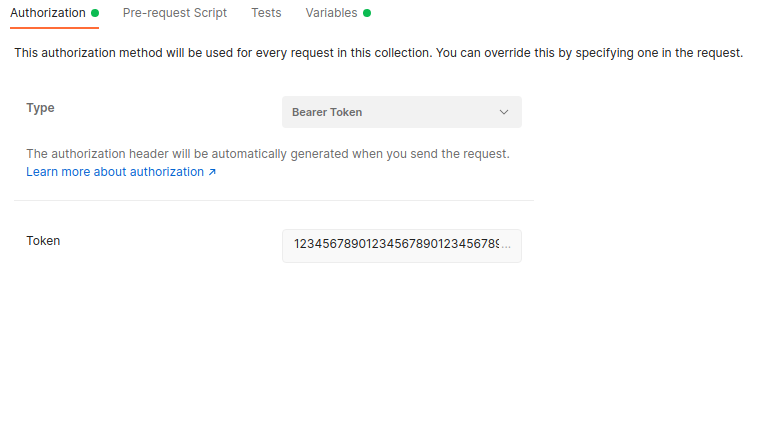 Authorization Pre-request Script Tests Variables
This authorization method will be used for every request in this collection. You can override this by specifying one in the request.
Type Bearer Token
The authorization header will be automatically generated when you send the request.
Learn more about authorization ↗
Token 12345678901234567890123456789...